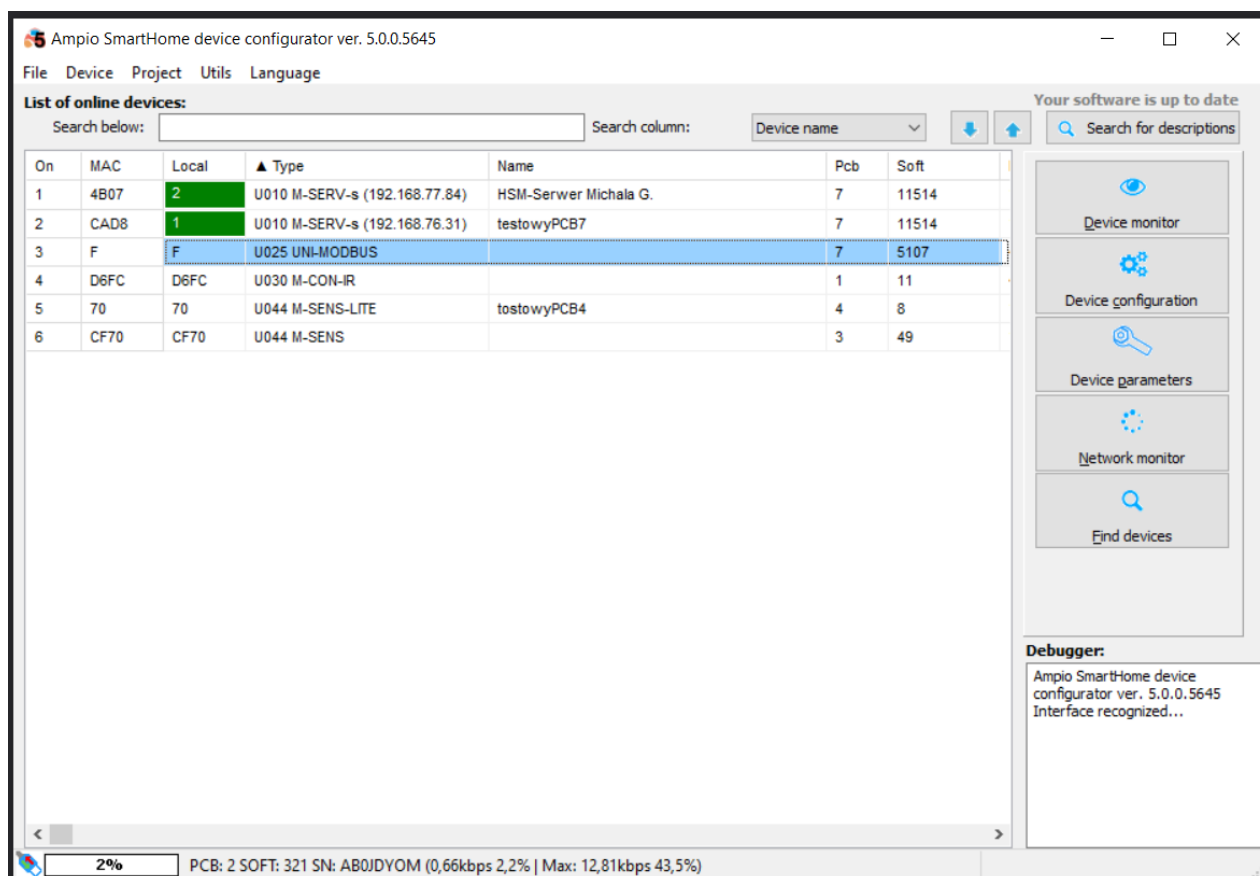 5 Ampio SmartHome device configurator ver. 5.0.0.5645
File Device Project Utils Language
List of online devices: Your software is up to date
Search below: Search column: Device name Search for descriptions
On MAC Local ▲ Type Name Pcb Soft
1 4B07 2 U010 M-SERV-s (192.168.77.84) HSM-Serwer Michala G. 7 11514
2 CAD8 1 U010 M-SERV-s (192.168.76.31) testowyPCB7 7 11514
3 F F U025 UNI-MODBUS 7 5107
4 D6FC D6FC U030 M-CON-IR 1 11
5 70 70 U044 M-SENS-LITE tostowyPCB4 4 8
6 CF70 CF70 U044 M-SENS 3 49
Device monitor
Device configuration
Device parameters
Network monitor
Find devices
Debugger:
Ampio SmartHome device
configurator ver. 5.0.0.5645
Interface recognized...
2% PCB: 2 SOFT: 321 SN: AB0JDYOM (0,66kbps 2,2% | Max: 12,81kbps 43,5%)